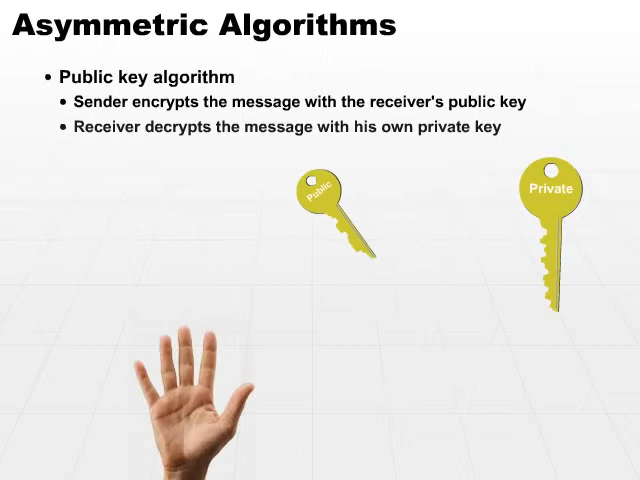 Asymmetric Algorithms
• Public key algorithm
• Sender encrypts the message with the receiver's public key
• Receiver decrypts the message with his own private key
Public
Private